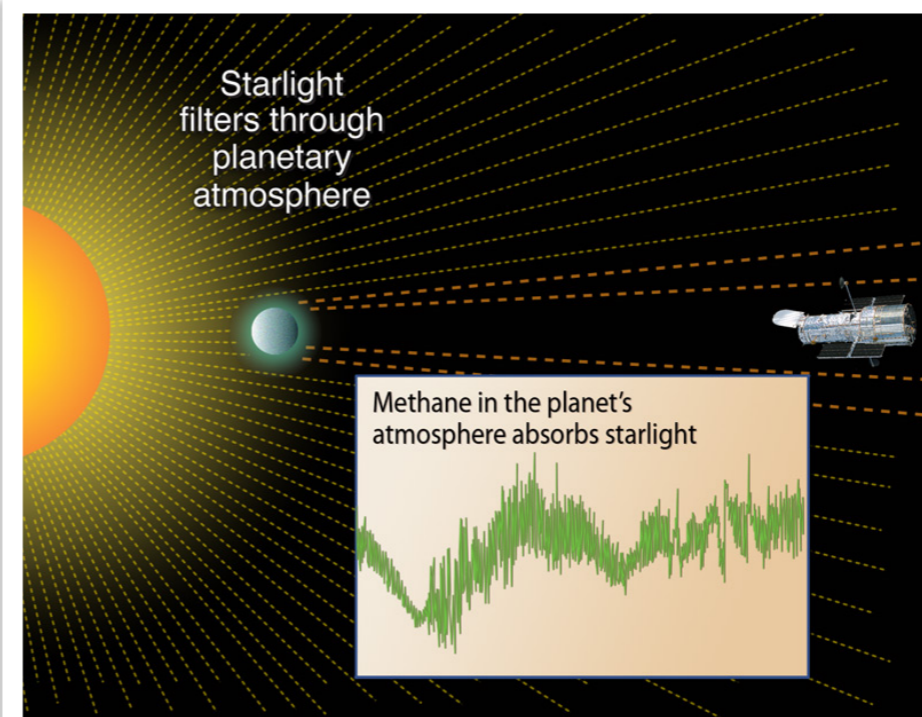 Starlight
filters through
planetary
atmosphere
Methane in the planet's
atmosphere absorbs starlight